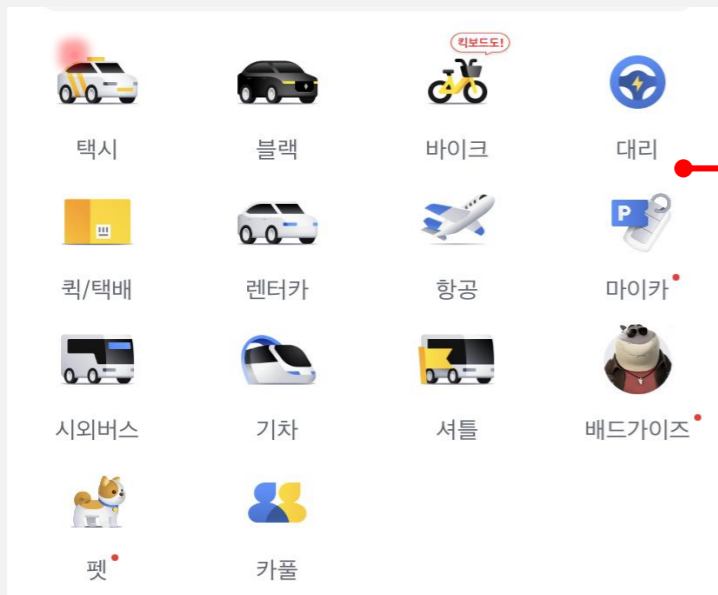 킥보드도!
택시
블랙
바이크
대리
P
퀵/택배
렌터카
항공
마이카
시외버스
기차
셔틀
배드가이즈
펫
카풀